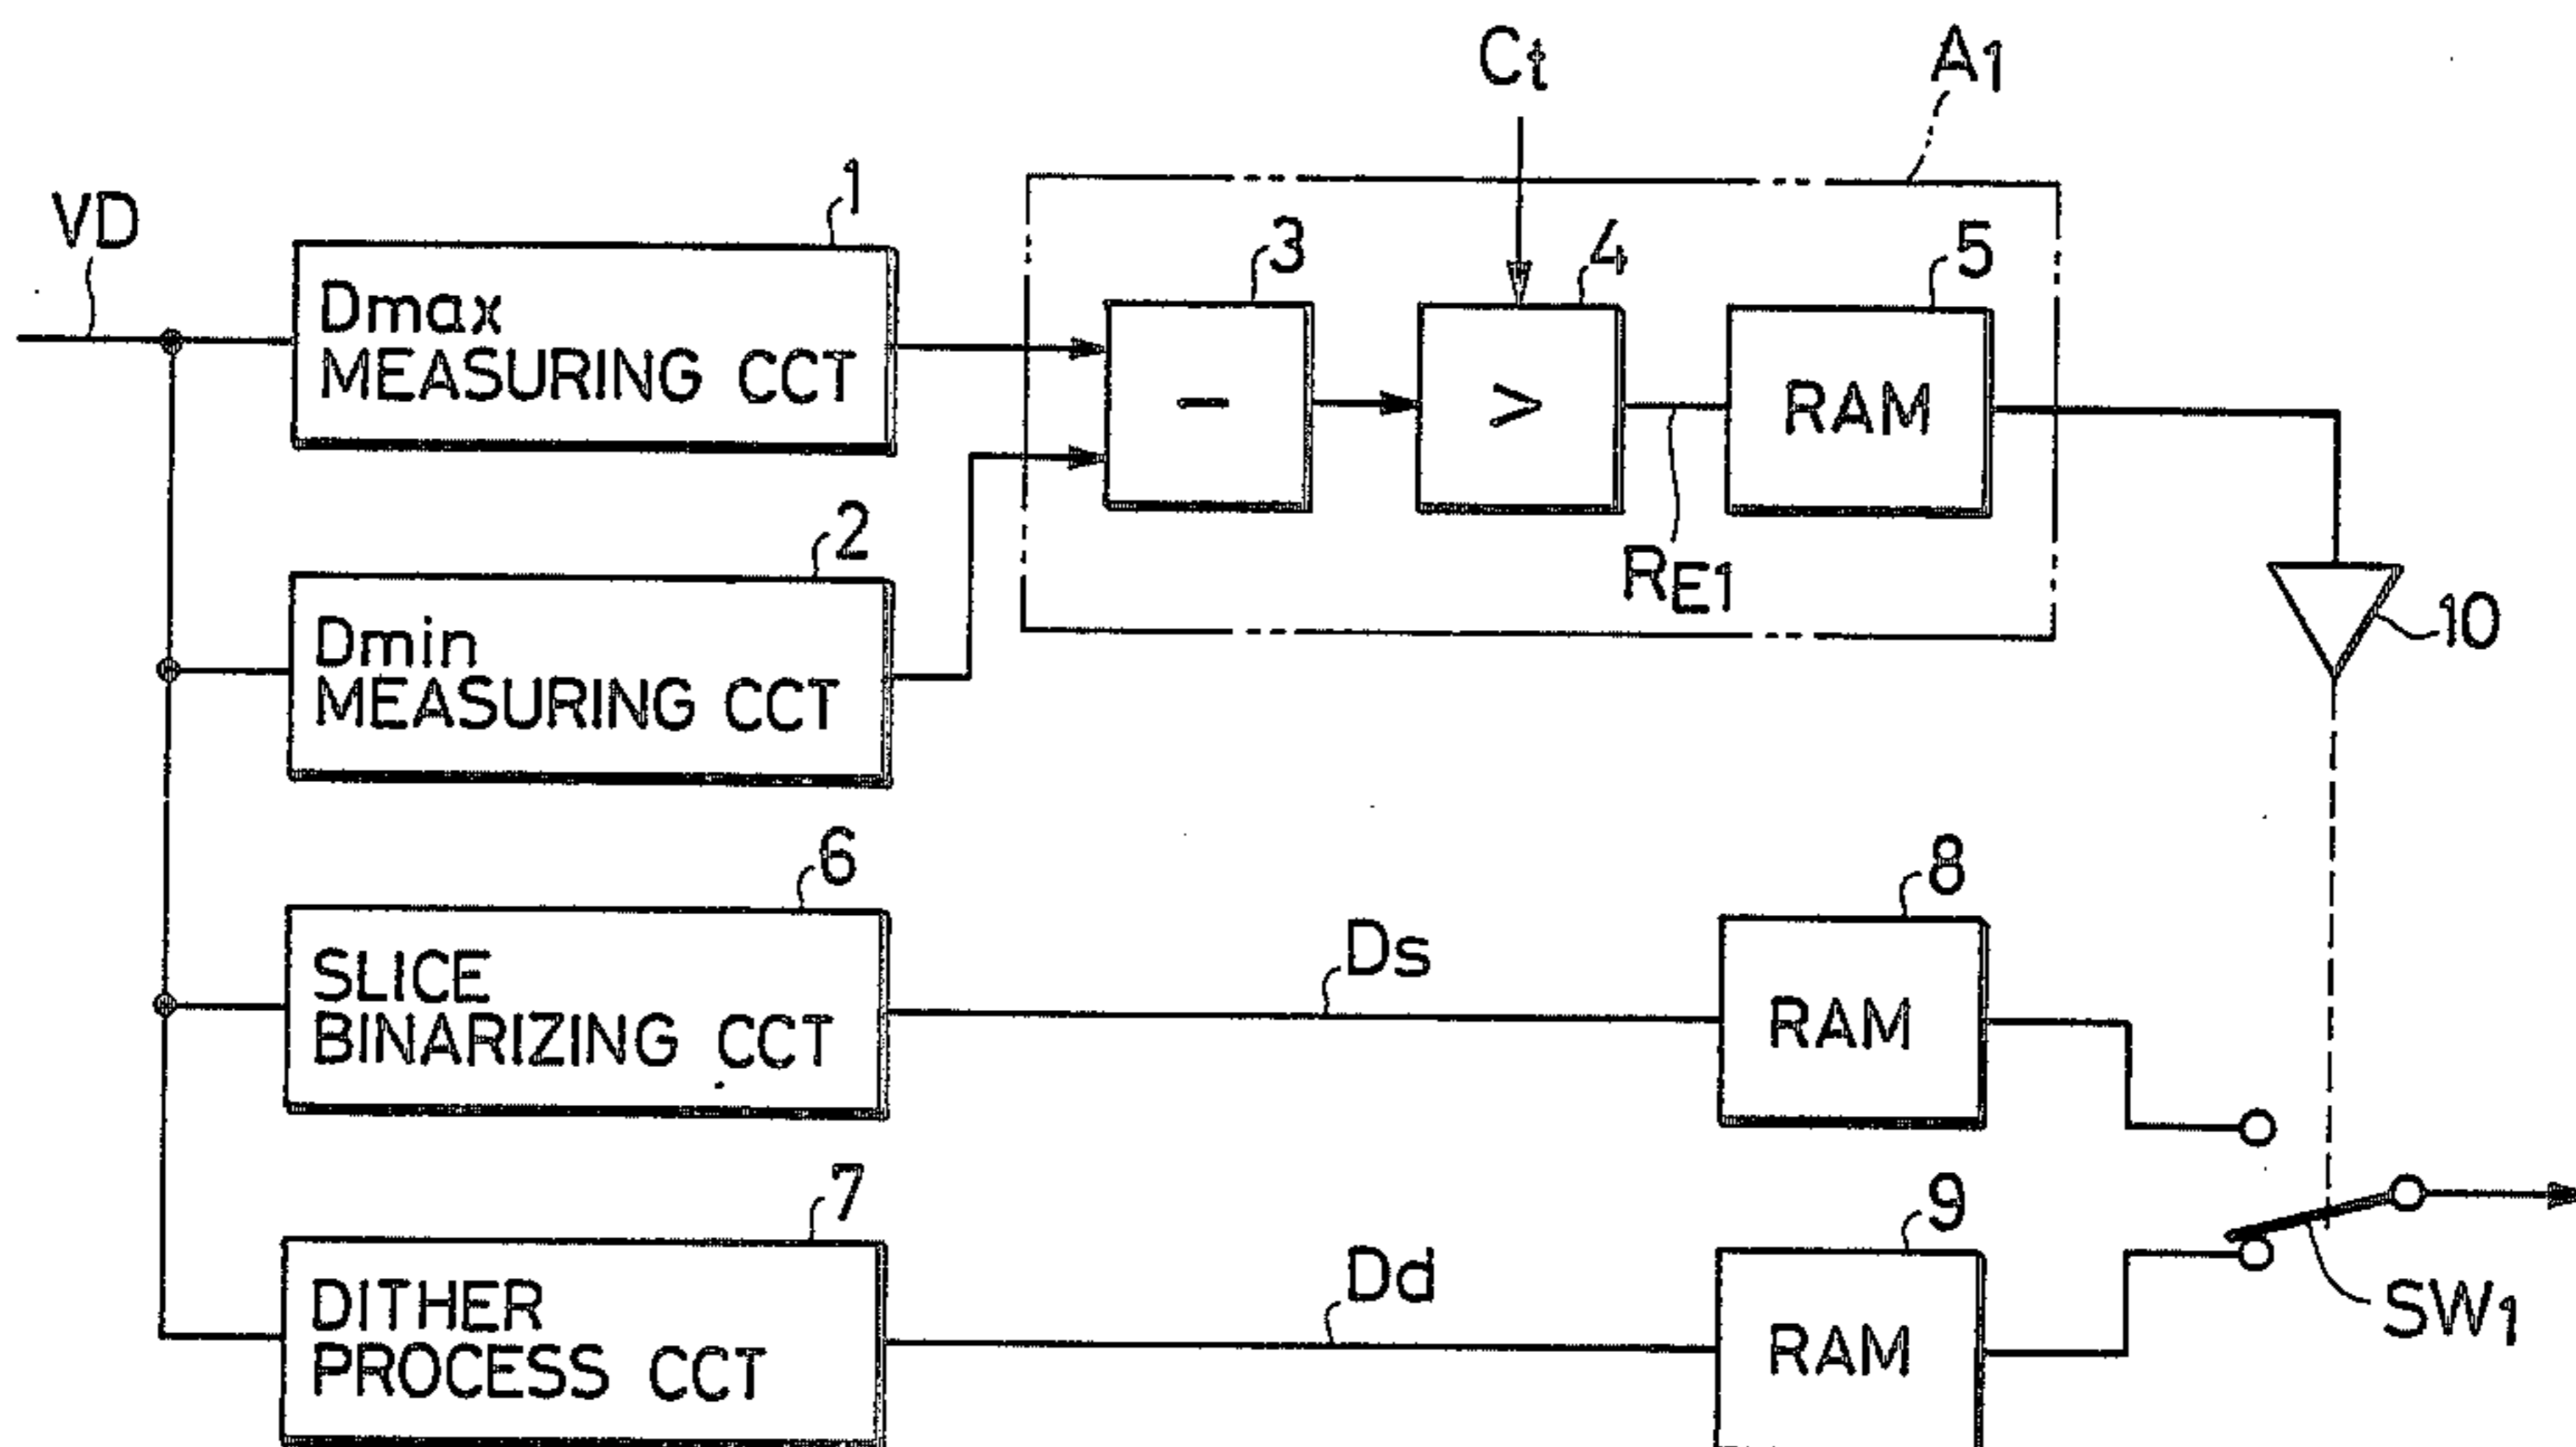 Ct
A1
VD
1
Dmax
MEASURING CCT
3
-
4
>
5
RAM
RE1
10
2
Dmin
MEASURING CCT
6
SLICE
BINARIZING CCT
Ds
8
RAM
7
DITHER
PROCESS CCT
Dd
9
RAM
SW1